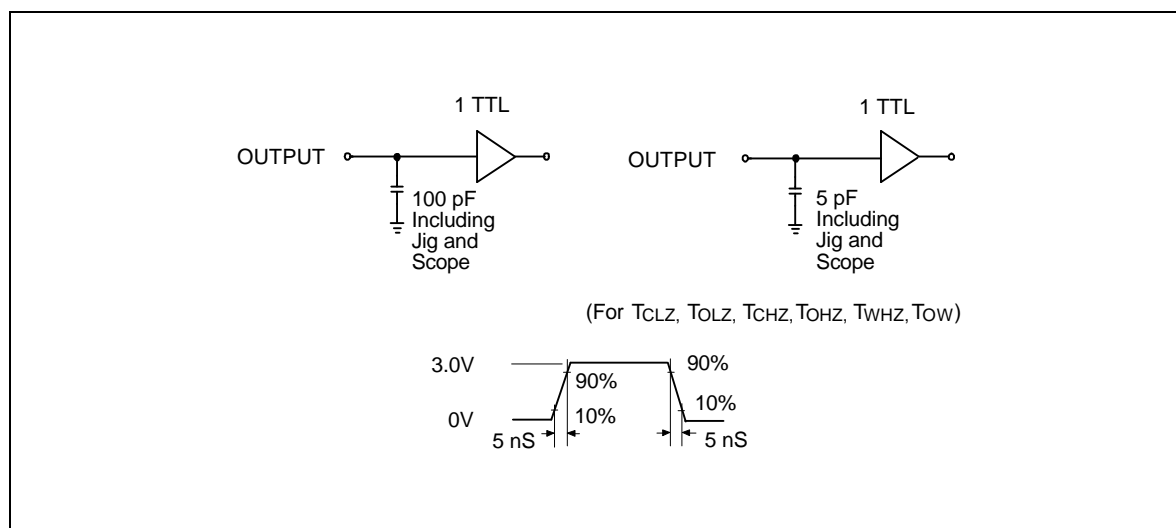 1 TTL
OUTPUT
100 pF
Including
Jig and
Scope
1 TTL
OUTPUT
5 pF
Including
Jig and
Scope
(For TCLZ, TOLZ, TCHZ, TOHZ, TWHZ, TOW)
3.0V
90%
90%
0V
10%
10%
5 nS
5 nS